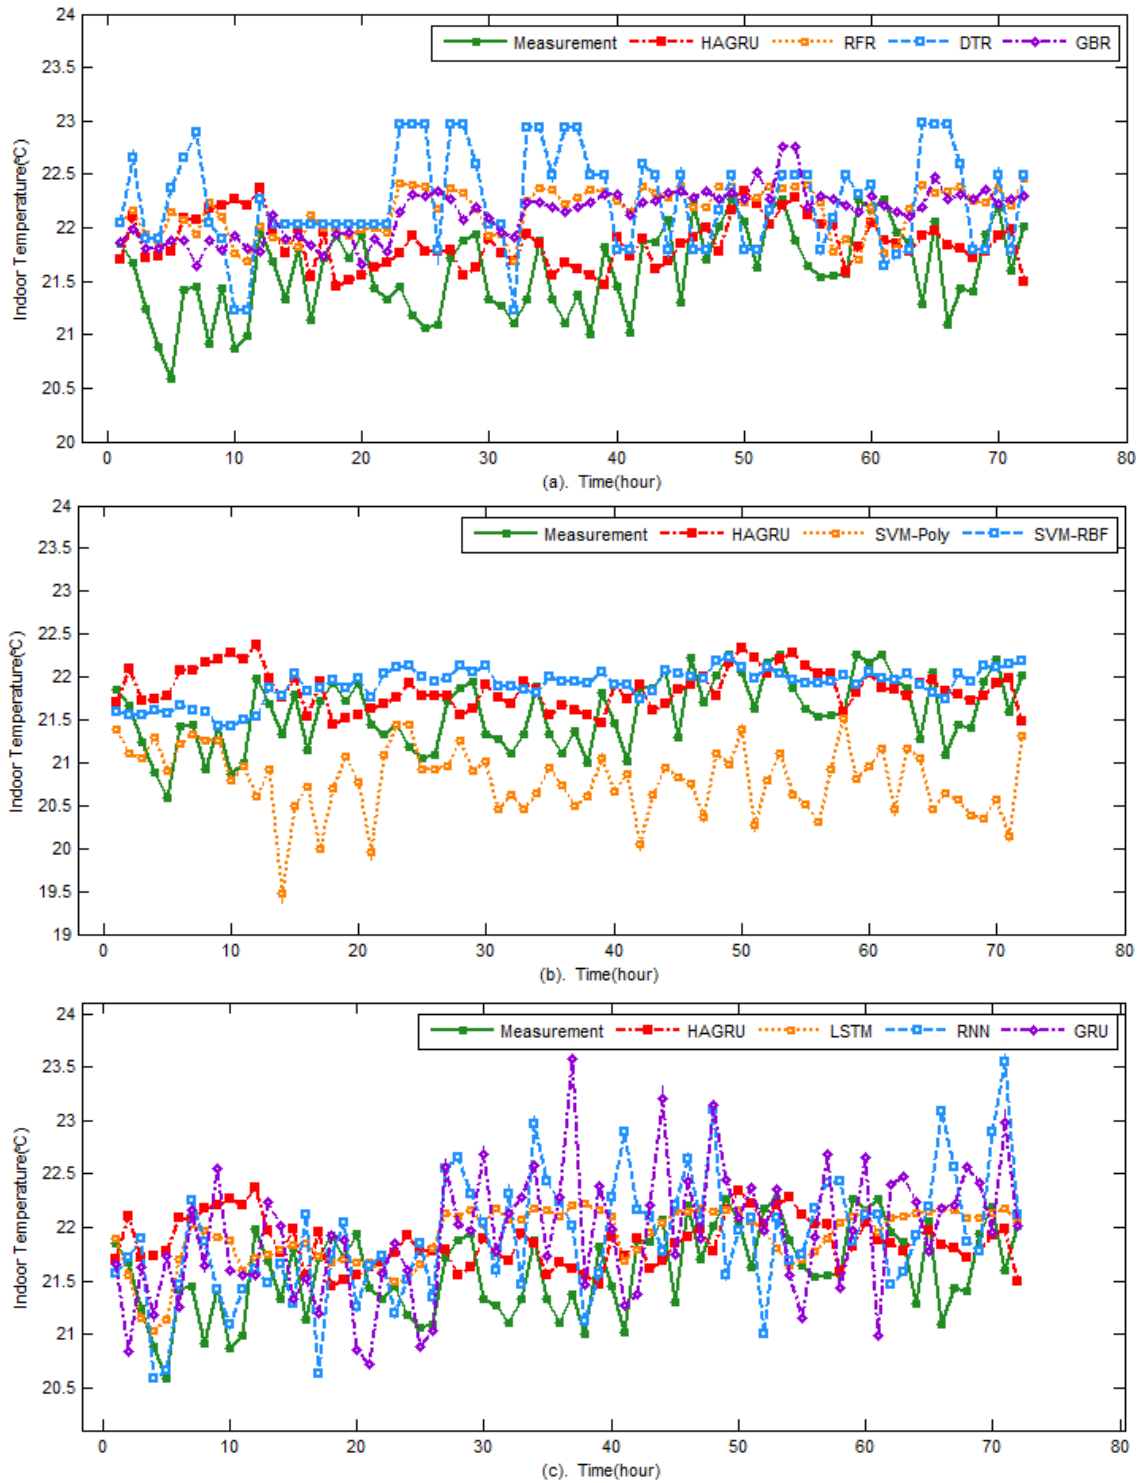 24
Measurement HAGRU RFR DTR GBR
23.5
23
22.5
22
21.5
21
20.5
20
Indoor Temperature(ºC)
0 10 20 30 40 50 60 70 80
(a). Time(hour)
24
Measurement HAGRU SVM-Poly SVM-RBF
23.5
23
22.5
22
21.5
21
20.5
20
19.5
19
Indoor Temperature(ºC)
0 10 20 30 40 50 60 70 80
(b). Time(hour)
24
Measurement HAGRU LSTM RNN GRU
23.5
23
22.5
22
21.5
21
20.5
Indoor Temperature(ºC)
0 10 20 30 40 50 60 70 80
(c). Time(hour)